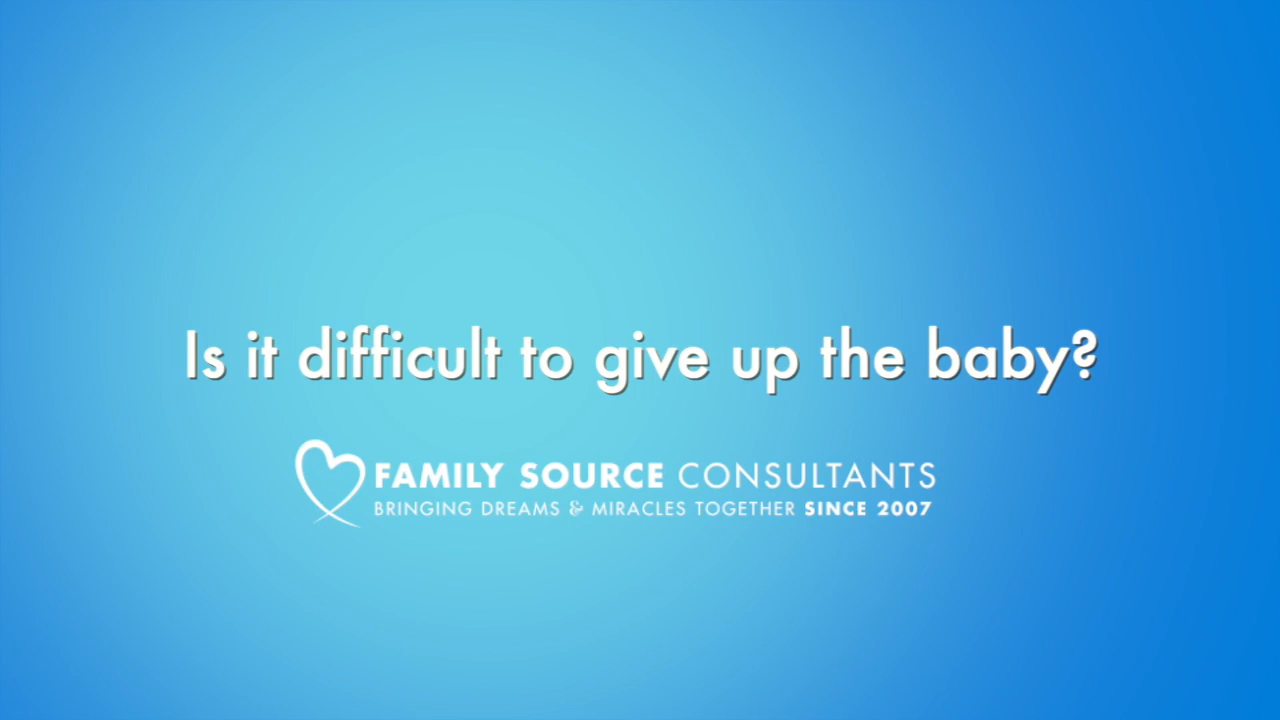 Is it difficult to give up the baby?
FAMILY SOURCE CONSULTANTS
BRINGING DREAMS & MIRACLES TOGETHER SINCE 2007